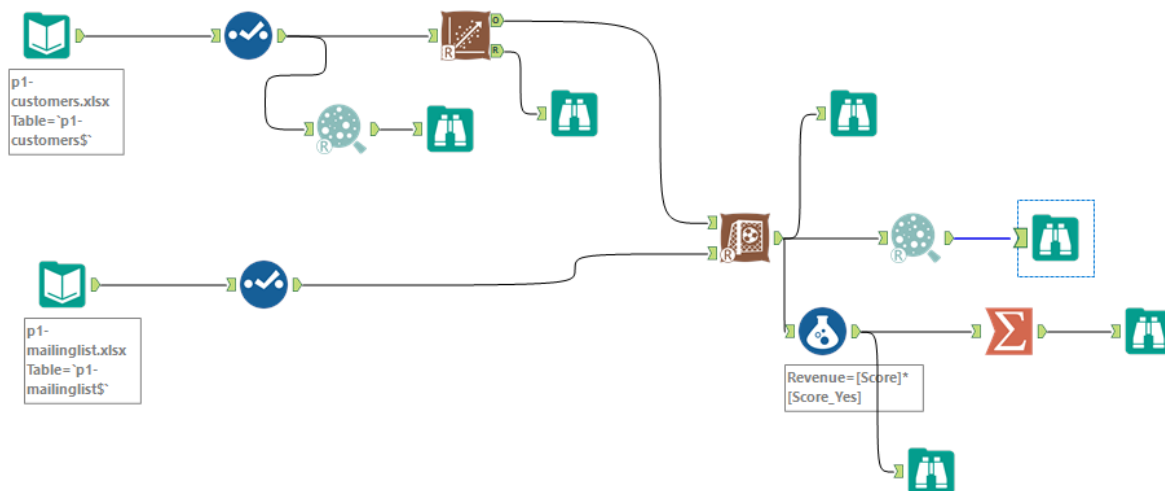 O
R
R
p1-
customers.xlsx
Table=`p1-
customers$`
R
R
R
p1-
mailinglist.xlsx
Table=`p1-
mailinglist$`
Revenue=[Score]*
[Score_Yes]